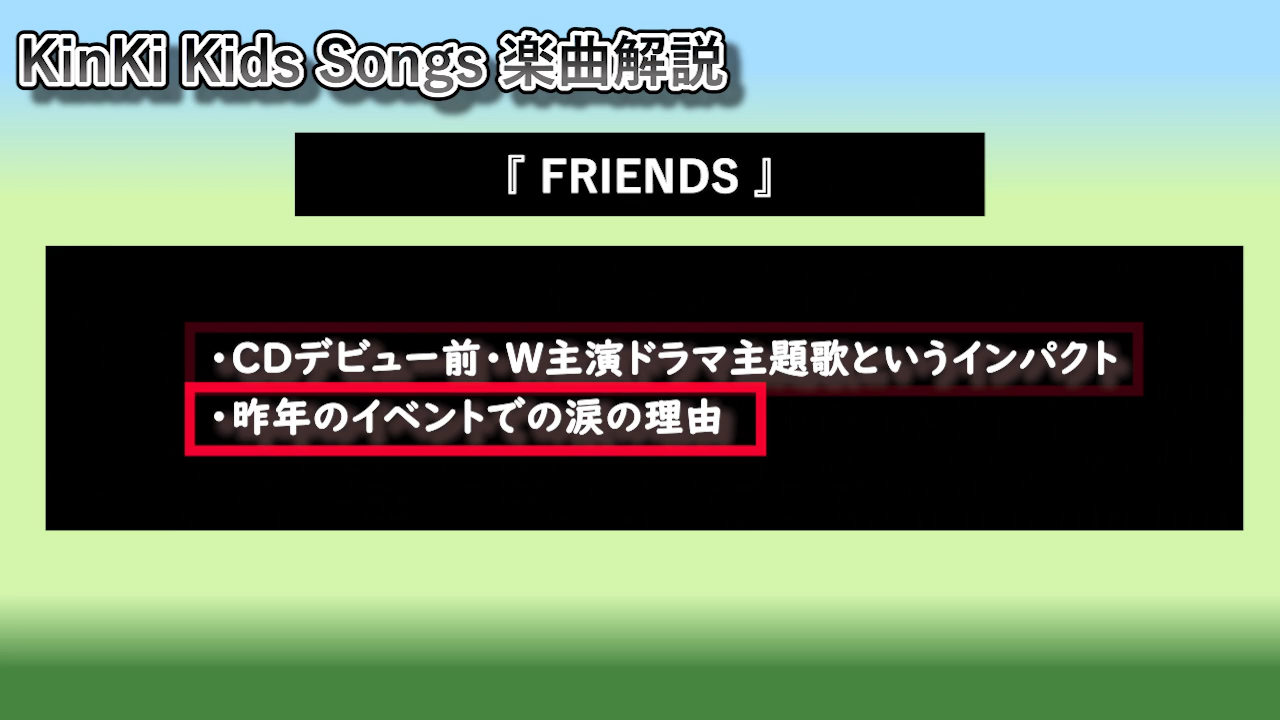 KinKi Kids Songs 楽曲解説
『 FRIENDS 』
・CDデビュー前・W主演ドラマ主題歌というインパクト
・昨年のイベントでの涙の理由